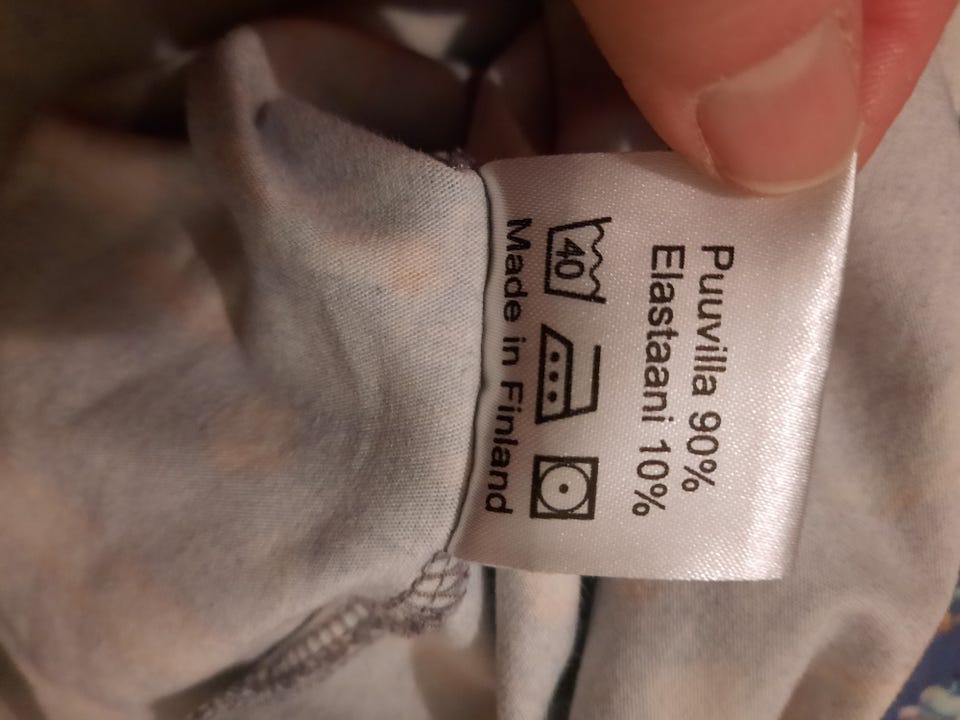 Puuvilla 90%
Elastaani 10%
40
Made in Finland